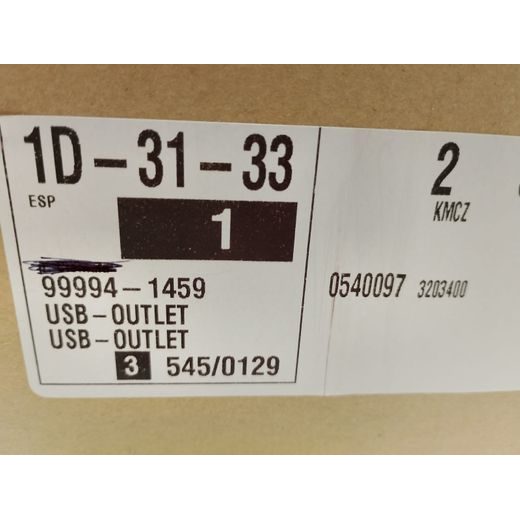 1D-31-33
ESP
1
99994-1459
USB-OUTLET
USB-OUTLET
3 545/0129
2
KMCZ
0540097 3203400